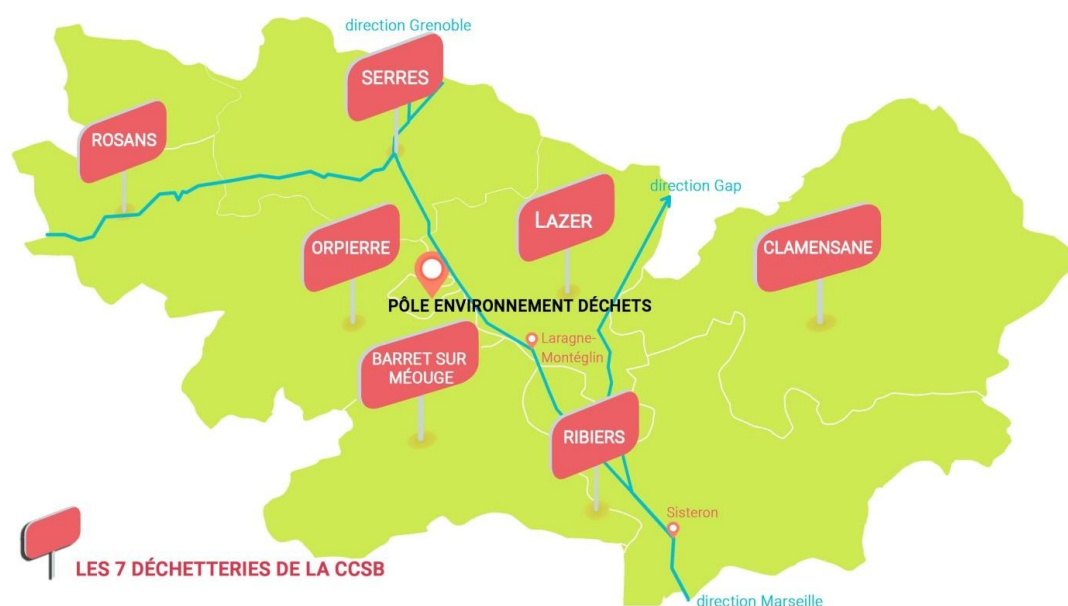 direction Grenoble
SERRES
ROSANS
direction Gap
LAZER
ORPIERRE
CLAMENSANE
PÔLE ENVIRONNEMENT DÉCHETS
Laragne-
Montéglin
BARRET SUR
MÉOUGE
RIBIERS
Sisteron
LES 7 DÉCHETTERIES DE LA CCSB
direction Marseille